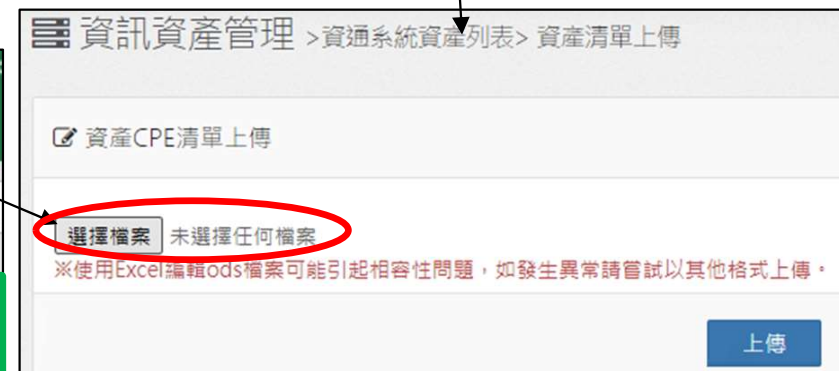 資訊資產管理 >資通系統資產列表> 資產清單上傳
資產CPE清單上傳
選擇檔案 未選擇任何檔案
※使用Excel編輯ods檔案可能引起相容性問題，如發生異常請嘗試以其他格式上傳。
上傳